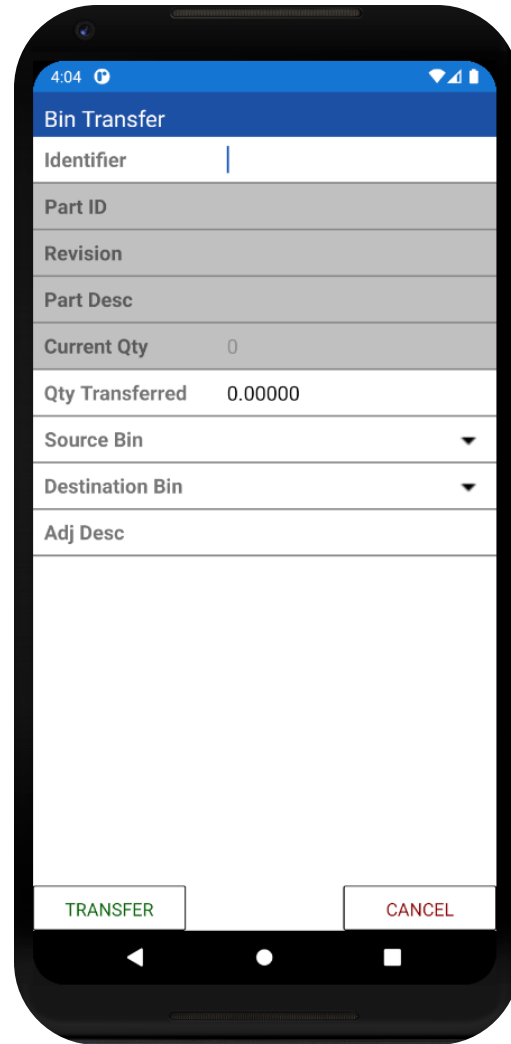 4:04
Bin Transfer
Identifier
Part ID
Revision
Part Desc
Current Qty 0
Qty Transferred 0.00000
Source Bin
Destination Bin
Adj Desc
TRANSFER CANCEL